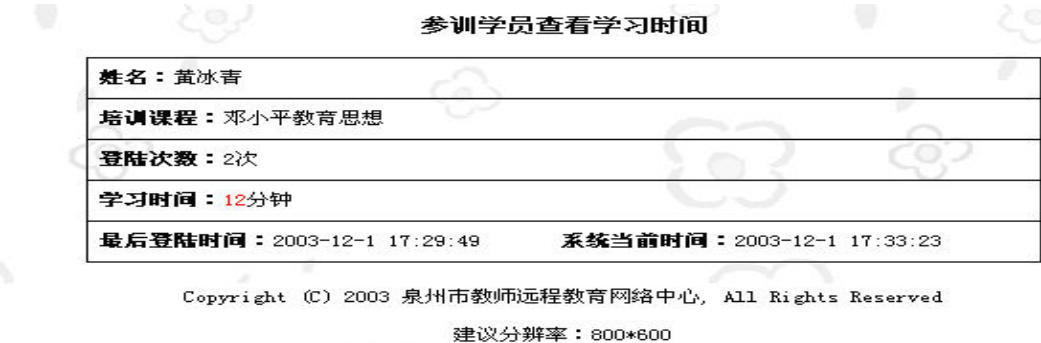 参训学员查看学习时间
姓名：黄冰青
培训课程：邓小平教育思想
登陆次数：2次
学习时间：12分钟
最后登陆时间：2003-12-1 17:29:49 系统当前时间：2003-12-1 17:33:23
Copyright (C) 2003 泉州市教师远程教育网络中心, All Rights Reserved
建议分辨率：800*600